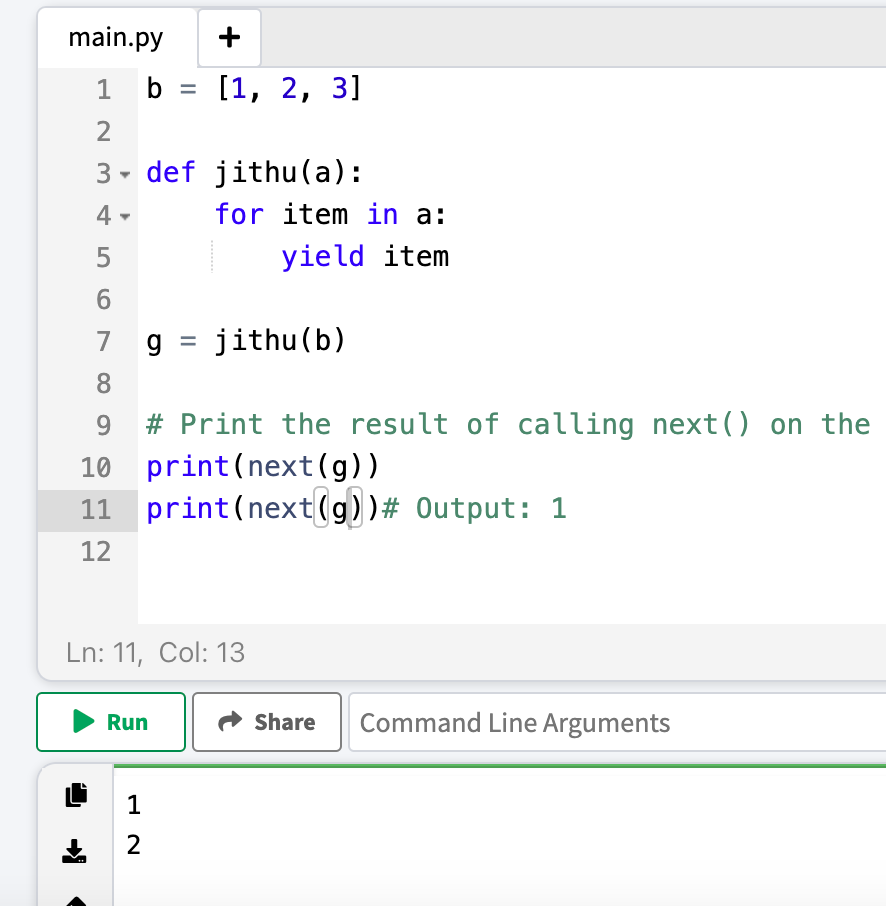 main.py +
1 b = [1, 2, 3]
2
3 def jithu(a):
4     for item in a:
5         yield item
6
7 g = jithu(b)
8
9 # Print the result of calling next() on the
10 print(next(g))
11 print(next(g))# Output: 1
12
Ln: 11, Col: 13
Run Share Command Line Arguments
1
2